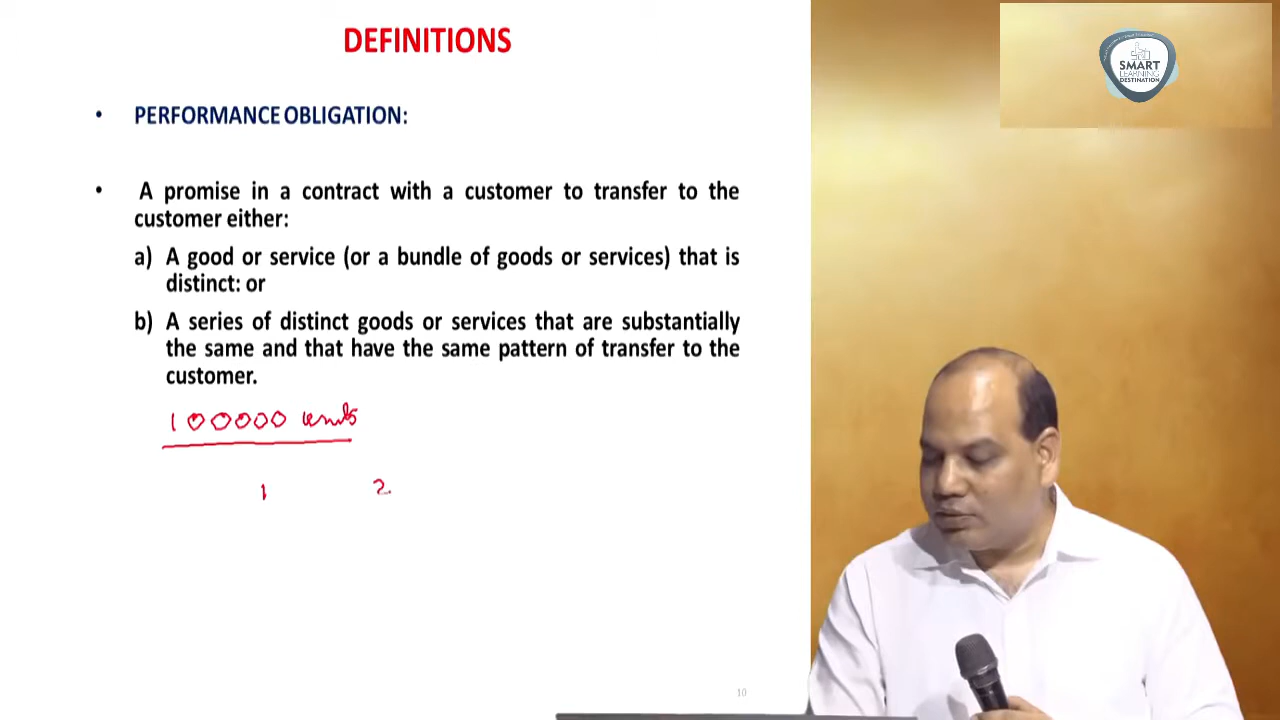 DEFINITIONS
SMART
LEARNING
DESTINATION
• PERFORMANCE OBLIGATION:
• A promise in a contract with a customer to transfer to the
customer either:
a) A good or service (or a bundle of goods or services) that is
distinct: or
b) A series of distinct goods or services that are substantially
the same and that have the same pattern of transfer to the
customer.
100000 units
1 2
10